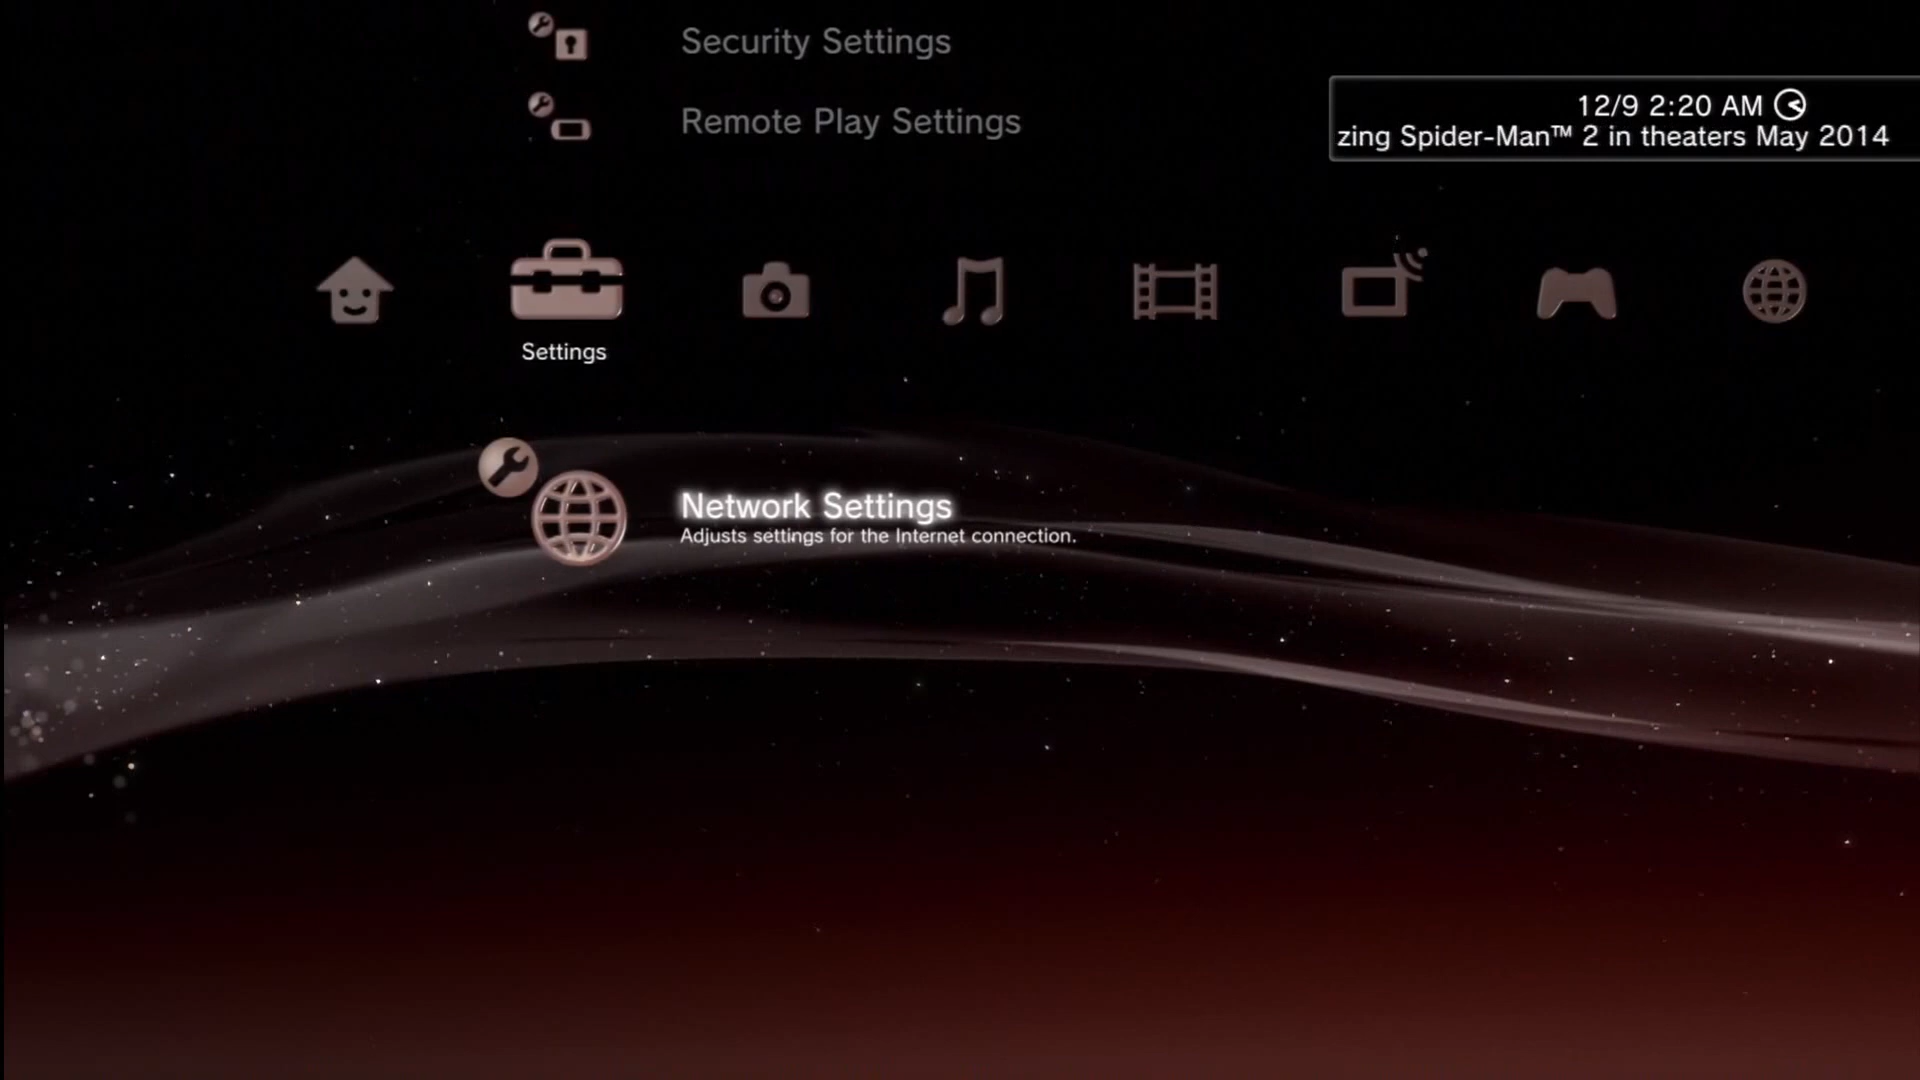 Security Settings
Remote Play Settings
12/9 2:20 AM
zing Spider-Man™ 2 in theaters May 2014
Settings
Network Settings
Adjusts settings for the Internet connection.